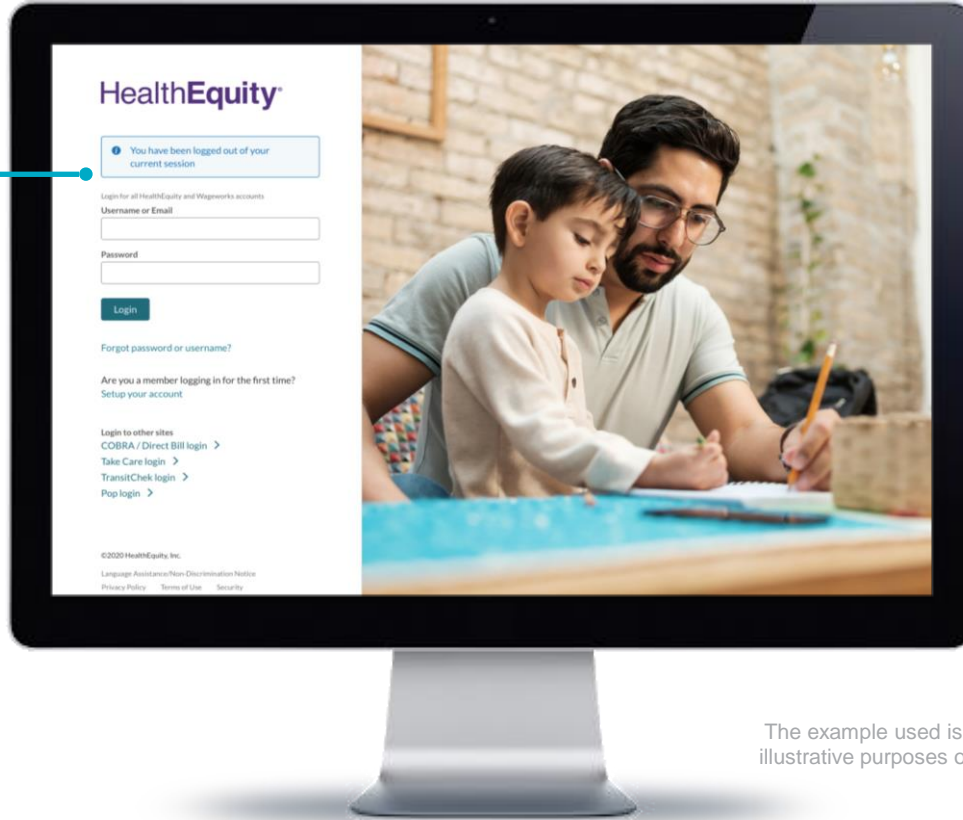 HealthEquity
You have been logged out of your
current session
Login for all HealthEquity and Wageworks accounts
Username or Email
Password
Login
Forgot password or username?
Are you a member logging in for the first time?
Setup your account
Login to other sites
COBRA / Direct Bill login >
Take Care login >
TransitChek login >
Pop login >
©2020 HealthEquity, Inc.
Language Assistance/Non-Discrimination Notice
Privacy Policy Terms of Use Security
The example used is
illustrative purposes o